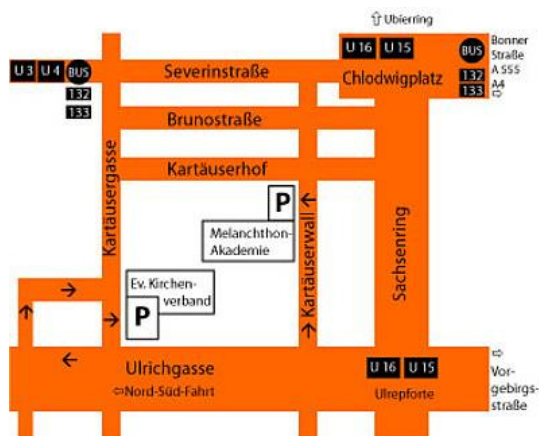 ⇧ Ubierring
U 16 U 15
BUS
Bonner
Straße
A 555
A4
⇨
U 3 U 4 BUS
Severinstraße
Chlodwigplatz
132
133
132
133
Brunostraße
Kartäuserhof
Kartäusergasse
P
←
Melanchthon-
Akademie
Kartäuserwall
Sachsenring
→
Ev. Kirchen-
verband
P
→
↑
↑
←
Ulrichgasse
⇦Nord-Süd-Fahrt
U 16 U 15
Ulrepforte
⇨
Vor-
gebirgs-
straße